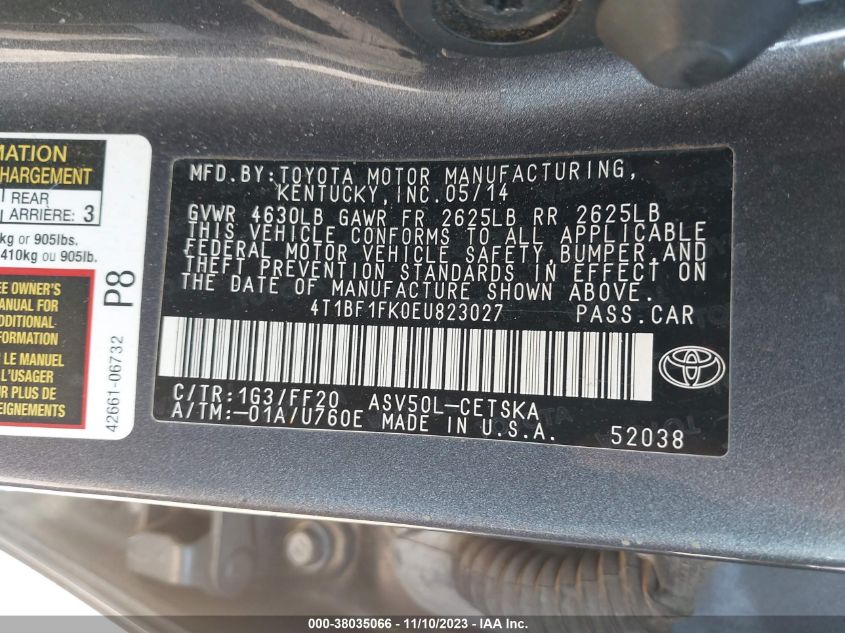 MATION
CHARGEMENT
REAR
ARRIÈRE: 3
kg or 905lbs.
410kg ou 905lb.
EE OWNER'S
MANUAL FOR
ADDITIONAL
FORMATION
LE MANUEL
L'USAGER
R PLUS DE
P8
42661-06732
MFD.BY:TOYOTA MOTOR MANUFACTURING,
KENTUCKY,INC.05/14
GVWR 4630LB GAWR FR 2625LB RR 2625LB
THIS VEHICLE CONFORMS TO ALL APPLICABLE
FEDERAL MOTOR VEHICLE SAFETY,BUMPER,AND
THEFT PREVENTION STANDARDS IN EFFECT ON
THE DATE OF MANUFACTURE SHOWN ABOVE.
4T1BF1FK0EU823027 PASS.CAR
C/TR:1G3/FF20 ASV50L-CETSKA
A/TM:-01A/U760E MADE IN U.S.A. 52038
000-38035066 - 11/10/2023 - IAA